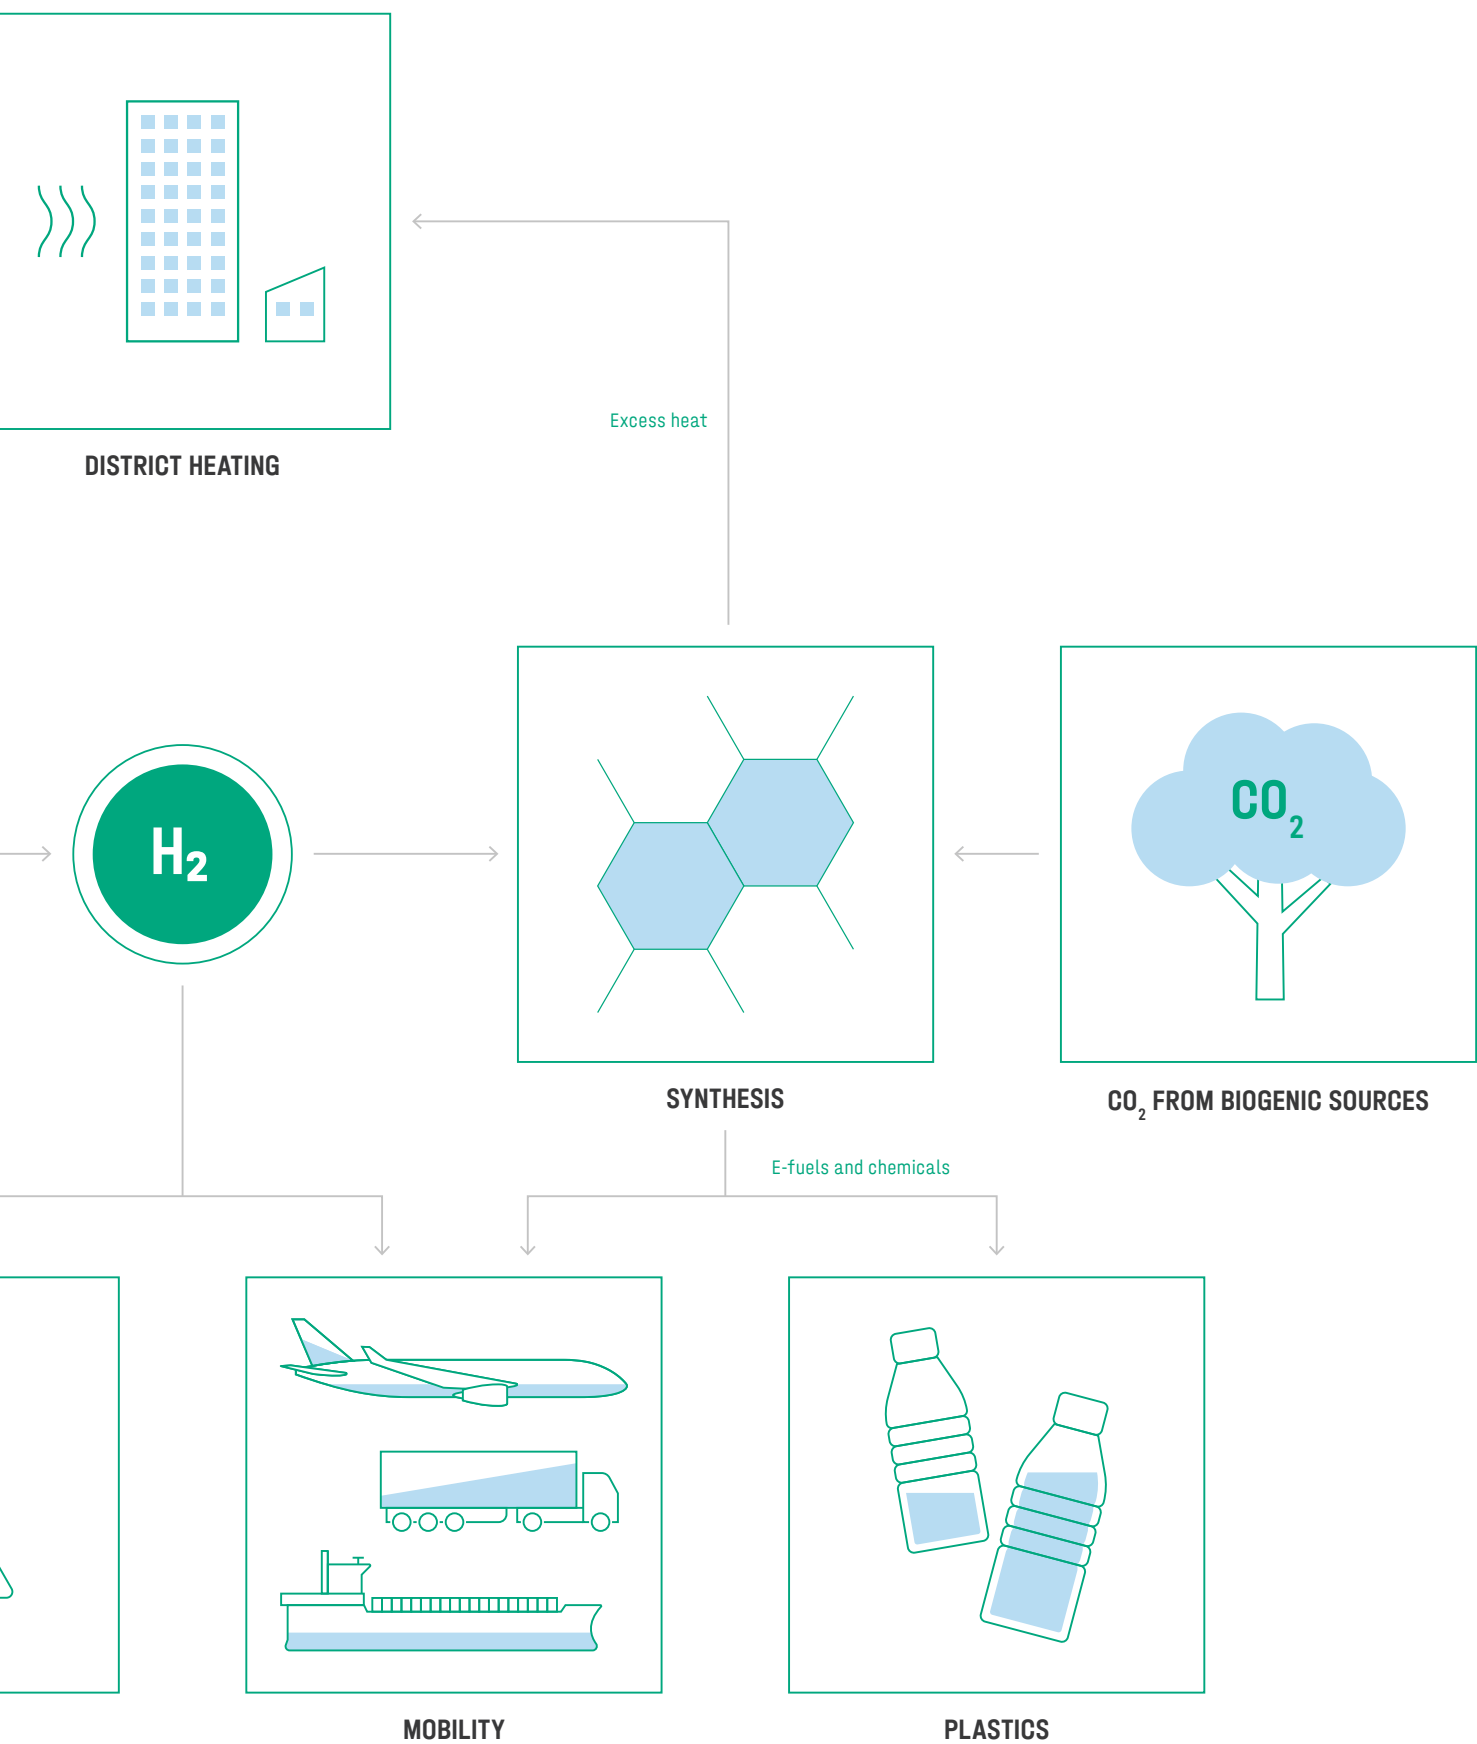 DISTRICT HEATING
Excess heat
H₂
CO₂
SYNTHESIS
CO₂ FROM BIOGENIC SOURCES
E-fuels and chemicals
MOBILITY
PLASTICS